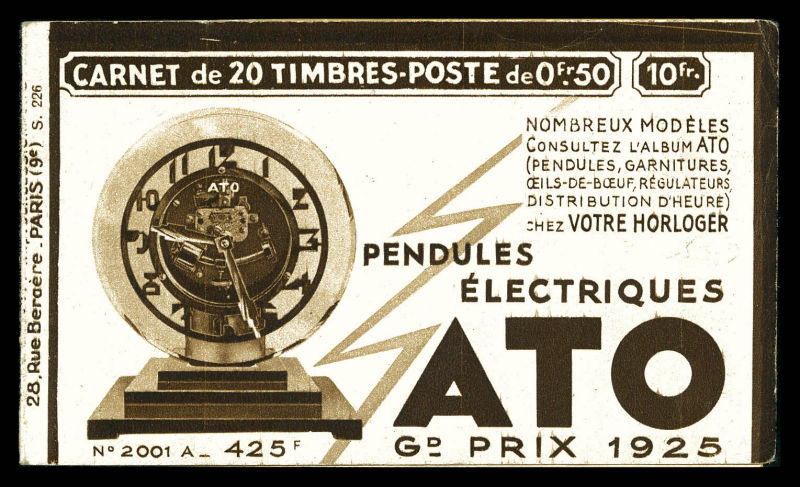 CARNET de 20 TIMBRES-POSTE de 0Fr.50
10fr.
NOMBREUX MODÈLES
CONSULTEZ L'ALBUM ATO
(PENDULES, GARNITURES,
ŒILS-DE-BŒUF, RÉGULATEURS,
DISTRIBUTION D'HEURE)
CHEZ VOTRE HORLOGER
ATO
PENDULES
ÉLECTRIQUES
ATO
GD PRIX 1925
No 2001 A_ 425F
28, Rue Bergère - PARIS (9e) S. 226